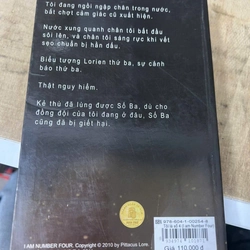 Tôi đang ngồi ngập chân trong nước,
bất chợt cảm giác cũ xuất hiện.
Nước xung quanh chân tôi bắt đầu
sôi lên, và chân tôi sáng rực khi vết
sẹo chuẩn bị hằn dấu.
Biểu tượng Lorien thứ ba, sự cảnh
báo thứ ba.
Thật nguy hiểm.
Kẻ thù đã lùng được Số Ba, dù cho
đồng đội của tôi đang ở đâu, Số Ba
cũng đã bị giết hại.
I AM NUMBER FOUR. Copyright © 2010 by Pittacus Lore.
Giá 110,000 đ